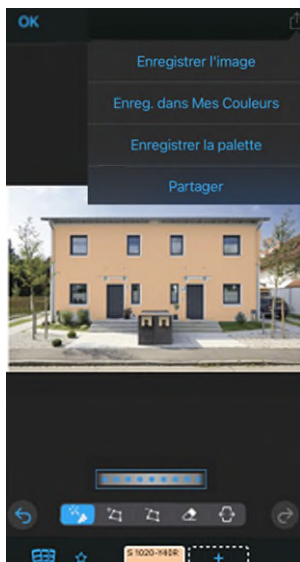 OK
Enregistrer l'image
Enreg. dans Mes Couleurs
Enregistrer la palette
Partager
S 1020-Y40R
+